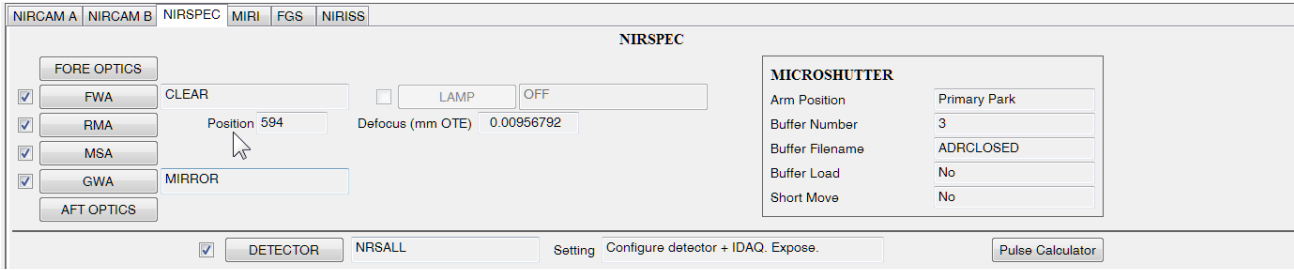 NIRCAM A NIRCAM B NIRSPEC MIRI FGS NIRISS
NIRSPEC
FORE OPTICS
FWA CLEAR LAMP OFF
RMA Position 594 Defocus (mm OTE) 0.00956792
MSA
GWA MIRROR
AFT OPTICS
MICROSHUTTER
Arm Position Primary Park
Buffer Number 3
Buffer Filename ADRCLOSED
Buffer Load No
Short Move No
DETECTOR NRSALL Setting Configure detector + IDAQ. Expose. Pulse Calculator